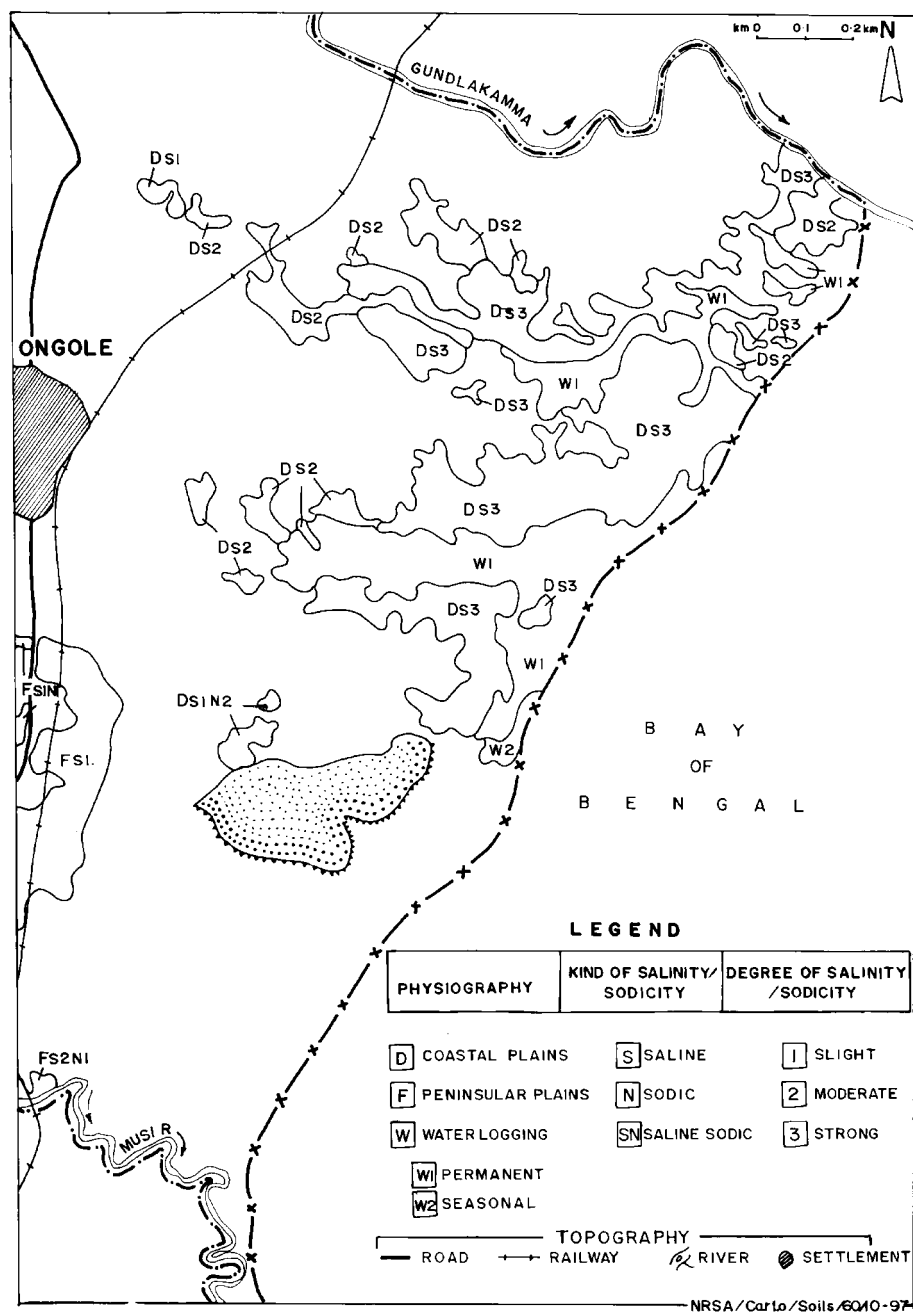 km 0 0·1 0·2 km N
GUNDLAKAMMA
DS1
DS3
DS2
DS2
DS2
DS2
W1
W1
DS2
DS3
DS3
ONGOLE
DS3
DS2
W1
DS3
DS3
DS2
DS3
DS2
W1
DS3
DS3
W1
FS1N
DS1N2
W2
FS1.
BAY
OF
BENGAL
LEGEND
PHYSIOGRAPHY KIND OF SALINITY/ DEGREE OF SALINITY
SODICITY /SODICITY
D COASTAL PLAINS S SALINE 1 SLIGHT
F PENINSULAR PLAINS N SODIC 2 MODERATE
W WATER LOGGING SN SALINE SODIC 3 STRONG
W1 PERMANENT
W2 SEASONAL
FS2N1
MUSI R
TOPOGRAPHY
ROAD RAILWAY RIVER SETTLEMENT
NRSA/Carto/Soils/6010-97